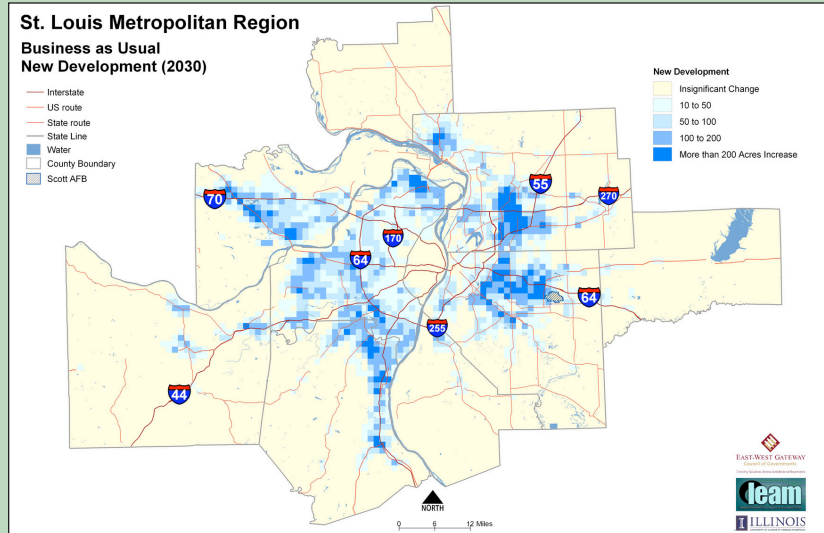 St. Louis Metropolitan Region
Business as Usual
New Development (2030)
Interstate
US route
State route
State Line
Water
County Boundary
Scott AFB
New Development
Insignificant Change
10 to 50
50 to 100
100 to 200
More than 200 Acres Increase
70
55
270
170
64
64
255
44
NORTH
0 6 12 Miles
EAST-WEST GATEWAY
Council of Governments
leam
ILLINOIS